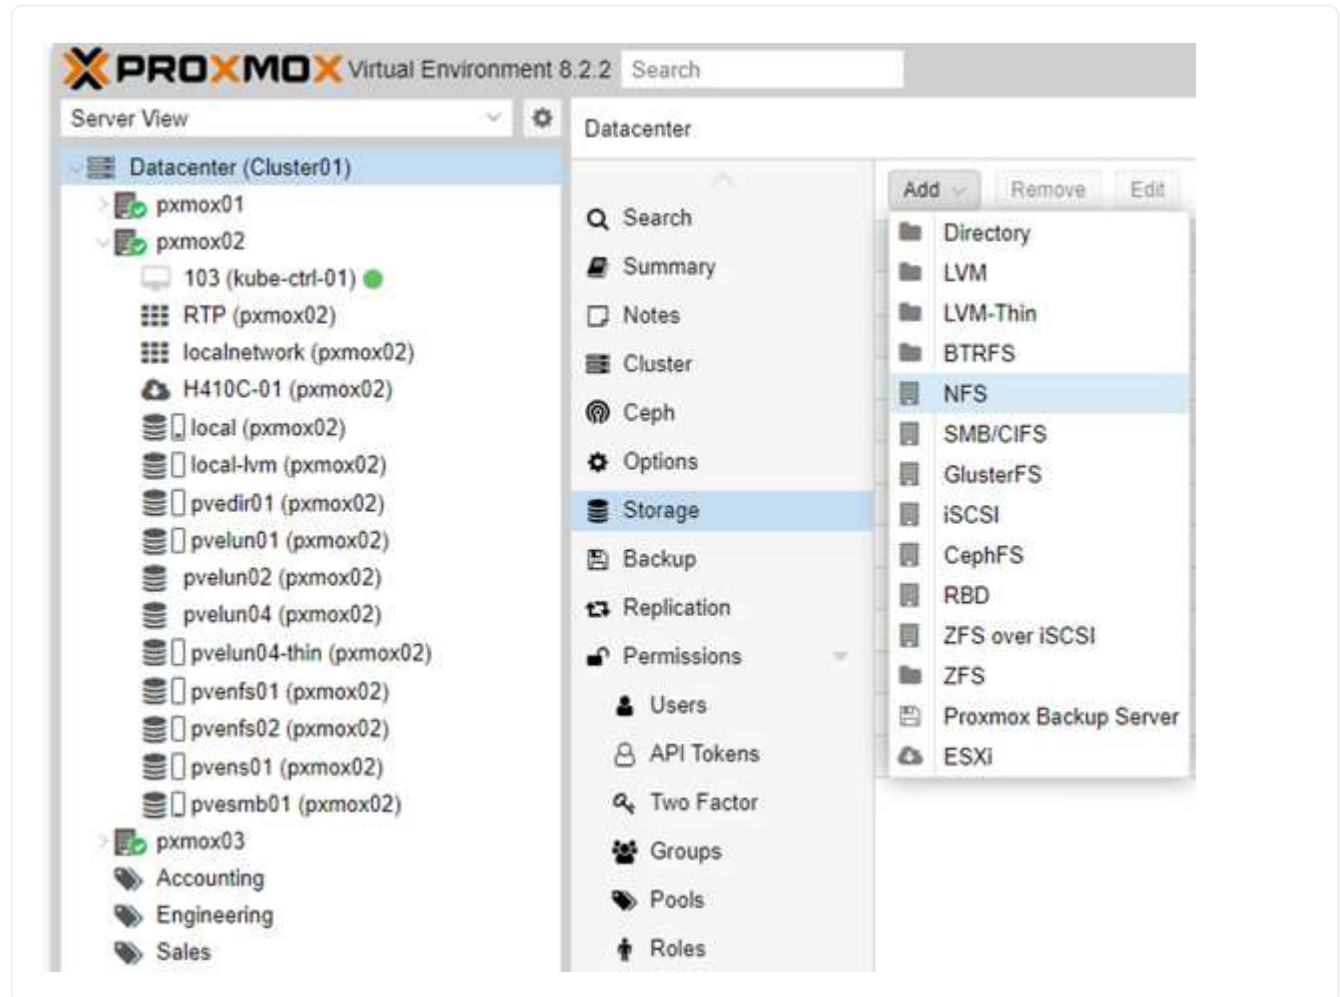 PROXMOX Virtual Environment 8.2.2 Search
Server View
Datacenter (Cluster01)
pxmox01
pxmox02
103 (kube-ctrl-01)
RTP (pxmox02)
localnetwork (pxmox02)
H410C-01 (pxmox02)
local (pxmox02)
local-lvm (pxmox02)
pvedir01 (pxmox02)
pvelun01 (pxmox02)
pvelun02 (pxmox02)
pvelun04 (pxmox02)
pvelun04-thin (pxmox02)
pvenfs01 (pxmox02)
pvenfs02 (pxmox02)
pvens01 (pxmox02)
pvesmb01 (pxmox02)
pxmox03
Accounting
Engineering
Sales
Datacenter
Search
Summary
Notes
Cluster
Ceph
Options
Storage
Backup
Replication
Permissions
Users
API Tokens
Two Factor
Groups
Pools
Roles
Add Remove Edit
Directory
LVM
LVM-Thin
BTRFS
NFS
SMB/CIFS
GlusterFS
iSCSI
CephFS
RBD
ZFS over iSCSI
ZFS
Proxmox Backup Server
ESXi